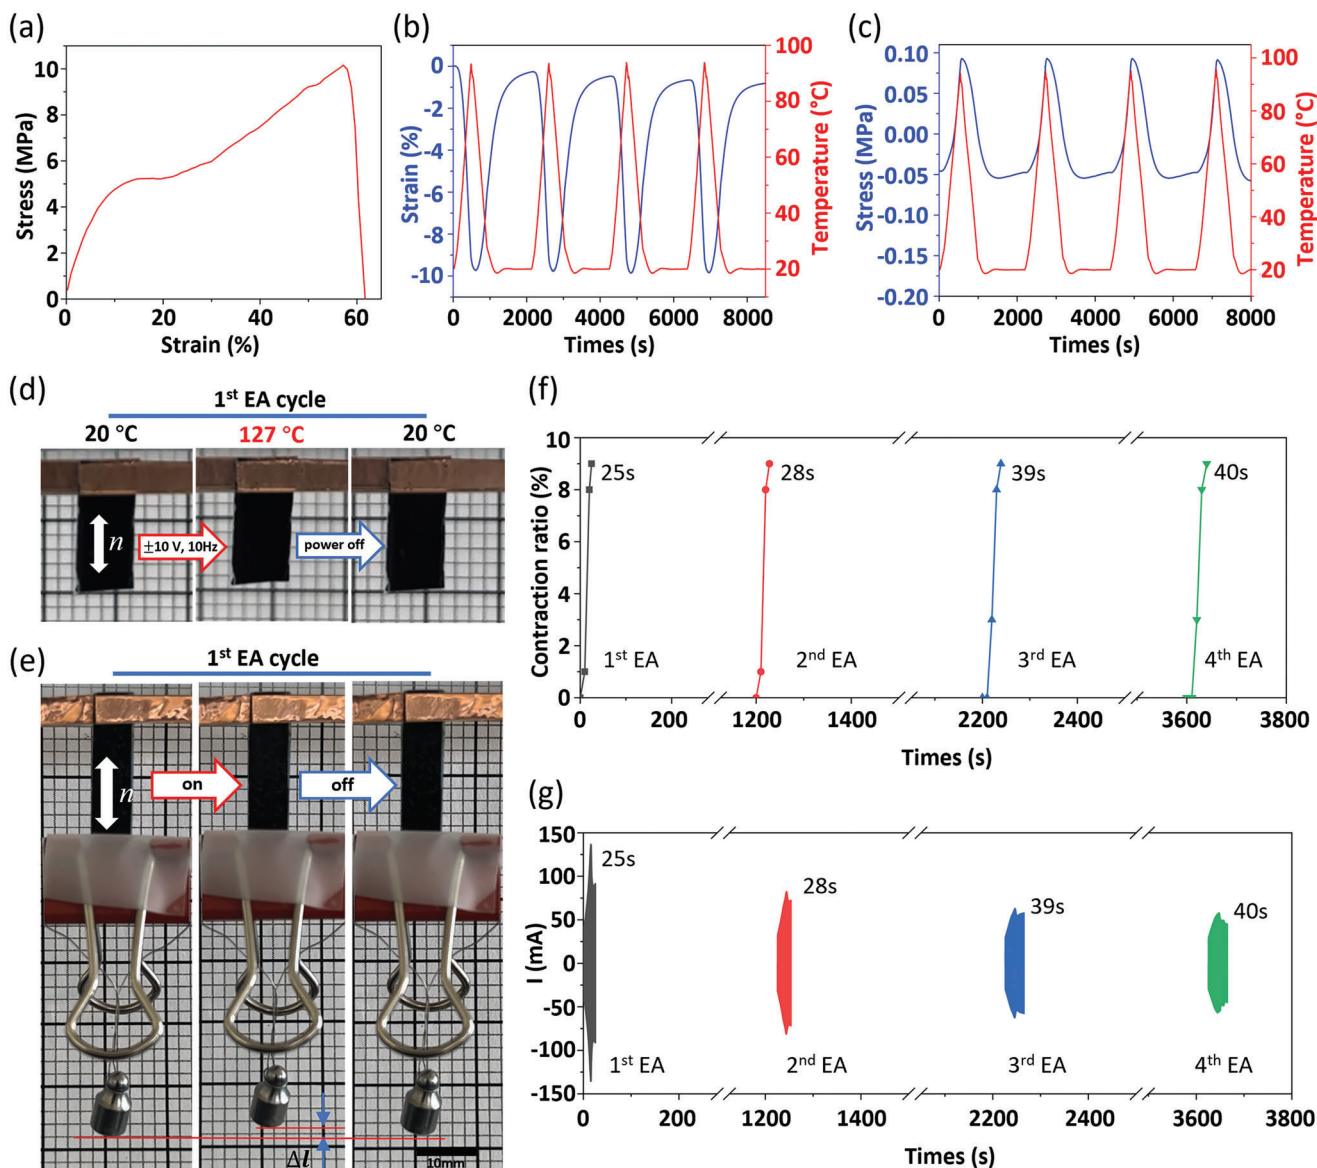 (a)
10
8
6
4
2
0
Stress (MPa)
0 20 40 60
Strain (%)
(b)
0
-2
-4
-6
-8
-10
Strain (%)
100
80
60
40
20
Temperature (°C)
0 2000 4000 6000 8000
Times (s)
(c)
0.10
0.05
0.00
-0.05
-0.10
-0.15
-0.20
Stress (MPa)
100
80
60
40
20
Temperature (°C)
0 2000 4000 6000 8000
Times (s)
(d)
1st EA cycle
20 °C 127 °C 20 °C
n
±10 V, 10Hz
power off
(e)
1st EA cycle
n
on
off
Δl
10mm
(f)
10
8
6
4
2
0
Contraction ratio (%)
25s 28s 39s 40s
1st EA 2nd EA 3rd EA 4th EA
0 200 1200 1400 2200 2400 3600 3800
Times (s)
(g)
150
100
50
0
-50
-100
-150
I (mA)
25s 28s 39s 40s
1st EA 2nd EA 3rd EA 4th EA
0 200 1200 1400 2200 2400 3600 3800
Times (s)